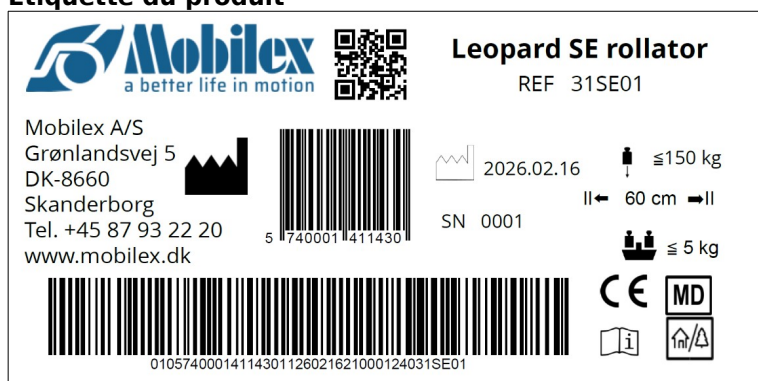 Etiquette du produit
Mobilex
a better life in motion
Leopard SE rollator
REF 31SE01
Mobilex A/S
Grønlandsvej 5
DK-8660
Skanderborg
Tel. +45 87 93 22 20
www.mobilex.dk
5 740001 411430
2026.02.16
SN 0001
≦150 kg
60 cm
≦ 5 kg
CE
MD
i
01057400014114301126021621000124031SE01